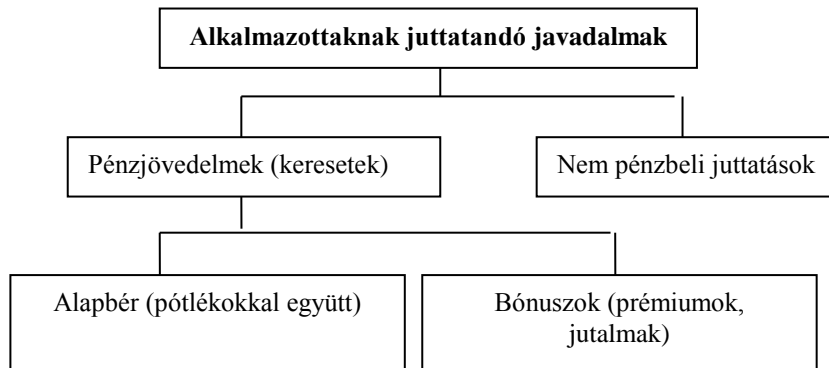 Alkalmazottaknak juttatandó javadalmak
Pénzjövedelmek (keresetek)
Nem pénzbeli juttatások
Alapbér (pótlékokkal együtt)
Bónuszok (prémiumok,
jutalmak)